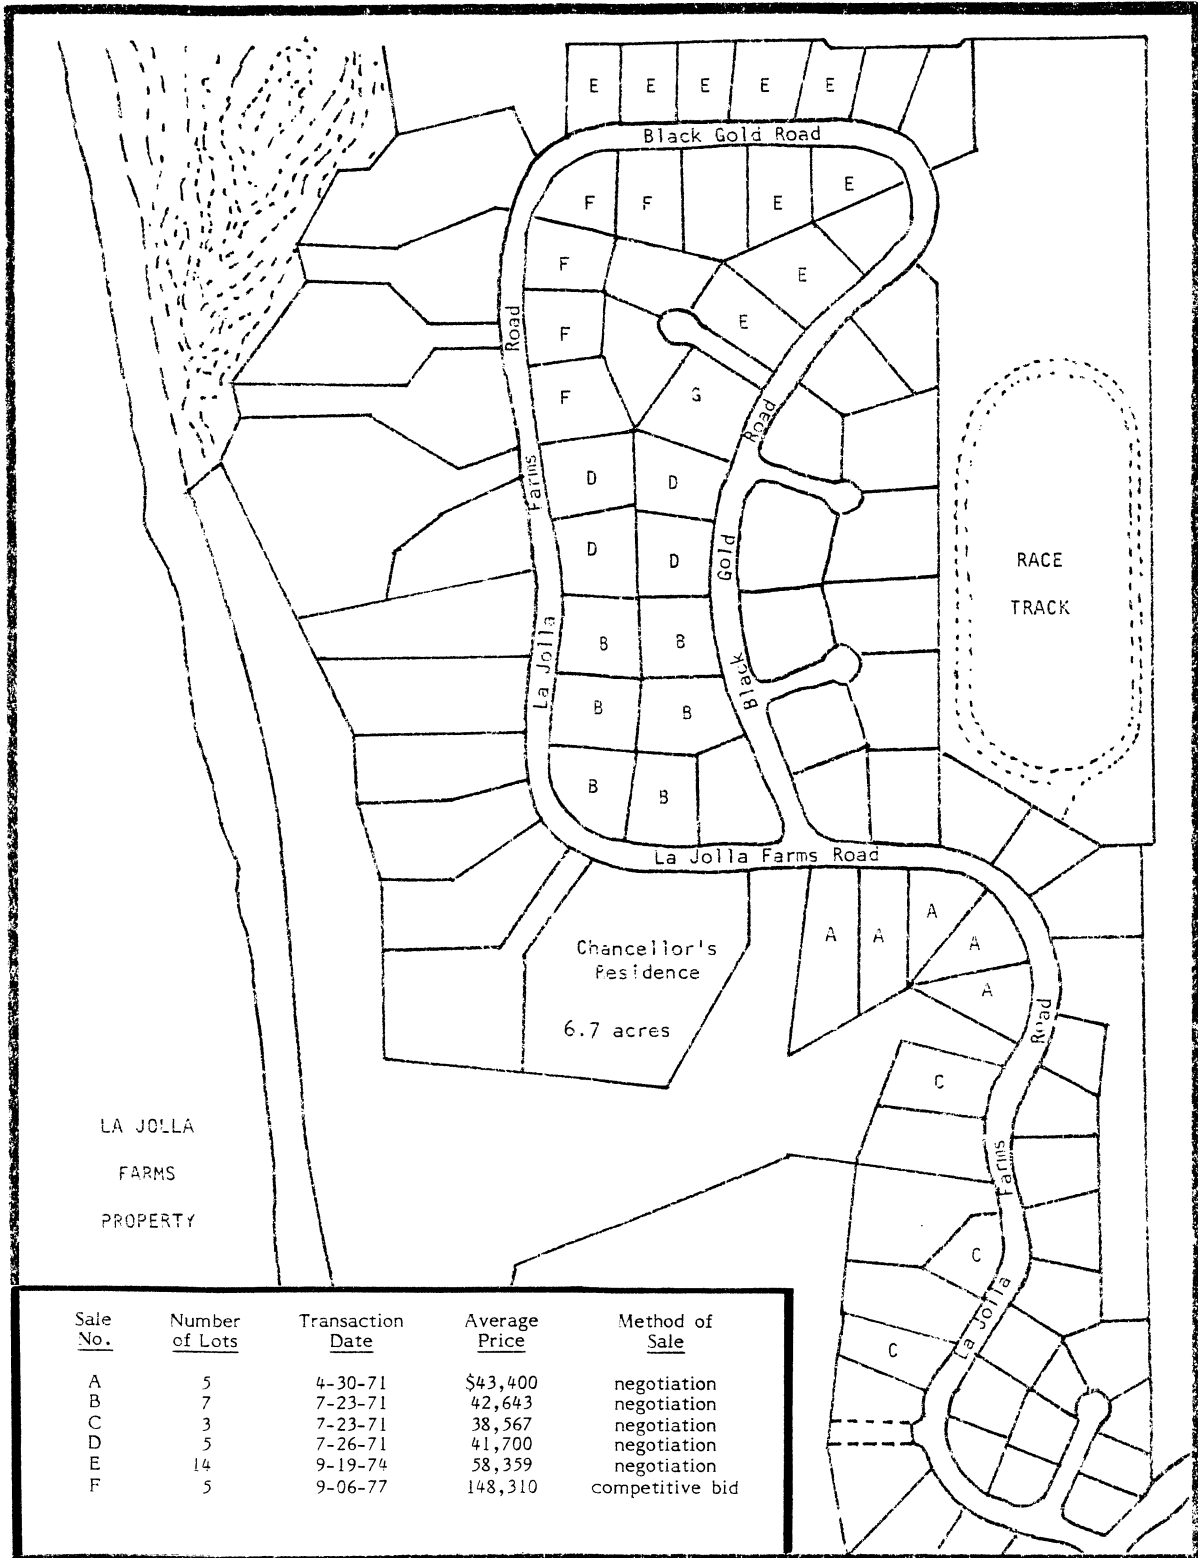 E E E E E
Black Gold Road
F F E E
F E
F E
Road
F G
Road
Farms
D D
D D
Gold
RACE
TRACK
La Jolla
B B
Black
B B
B B
La Jolla Farms Road
A A A A
A
Chancellor's
Residence
6.7 acres
Road
C
Farms
C
La Jolla
C
LA JOLLA
FARMS
PROPERTY
Sale No. Number of Lots Transaction Date Average Price Method of Sale
A 5 4-30-71 $43,400 negotiation
B 7 7-23-71 42,643 negotiation
C 3 7-23-71 38,567 negotiation
D 5 7-26-71 41,700 negotiation
E 14 9-19-74 58,359 negotiation
F 5 9-06-77 148,310 competitive bid